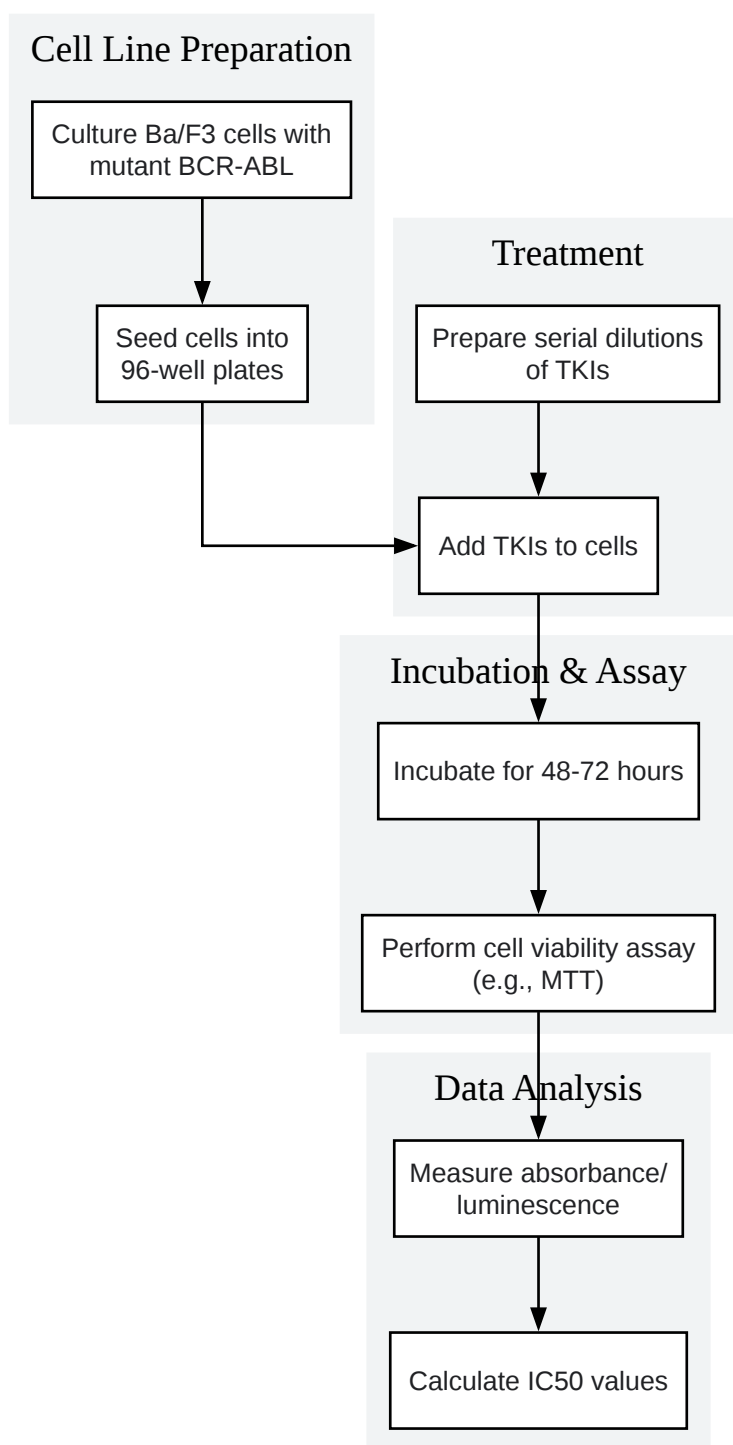 Cell Line Preparation
Culture Ba/F3 cells with
mutant BCR-ABL
Seed cells into
96-well plates
Treatment
Prepare serial dilutions
of TKIs
Add TKIs to cells
Incubation & Assay
Incubate for 48-72 hours
Perform cell viability assay
(e.g., MTT)
Data Analysis
Measure absorbance/
luminescence
Calculate IC50 values